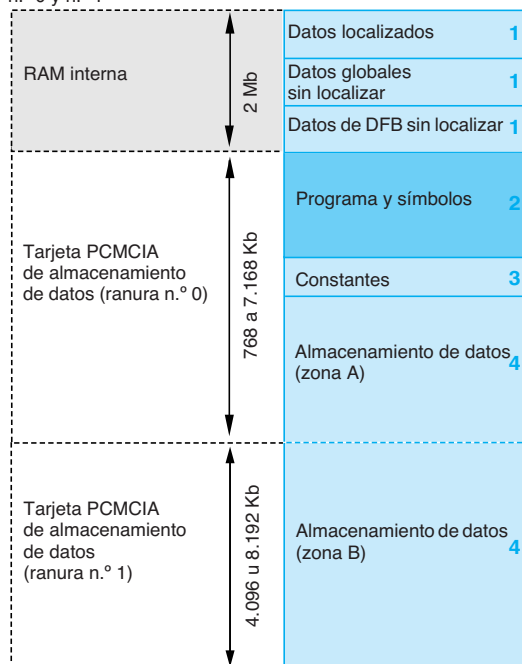 RAM interna
2 Mb
Datos localizados 1
Datos globales
sin localizar 1
Datos de DFB sin localizar 1
Tarjeta PCMCIA
de almacenamiento
de datos (ranura n.º 0)
768 a 7.168 Kb
Programa y símbolos 2
Constantes 3
Almacenamiento de datos 4
(zona A)
Tarjeta PCMCIA
de almacenamiento
de datos
(ranura n.º 1)
4.096 u 8.192 Kb
Almacenamiento de datos 4
(zona B)